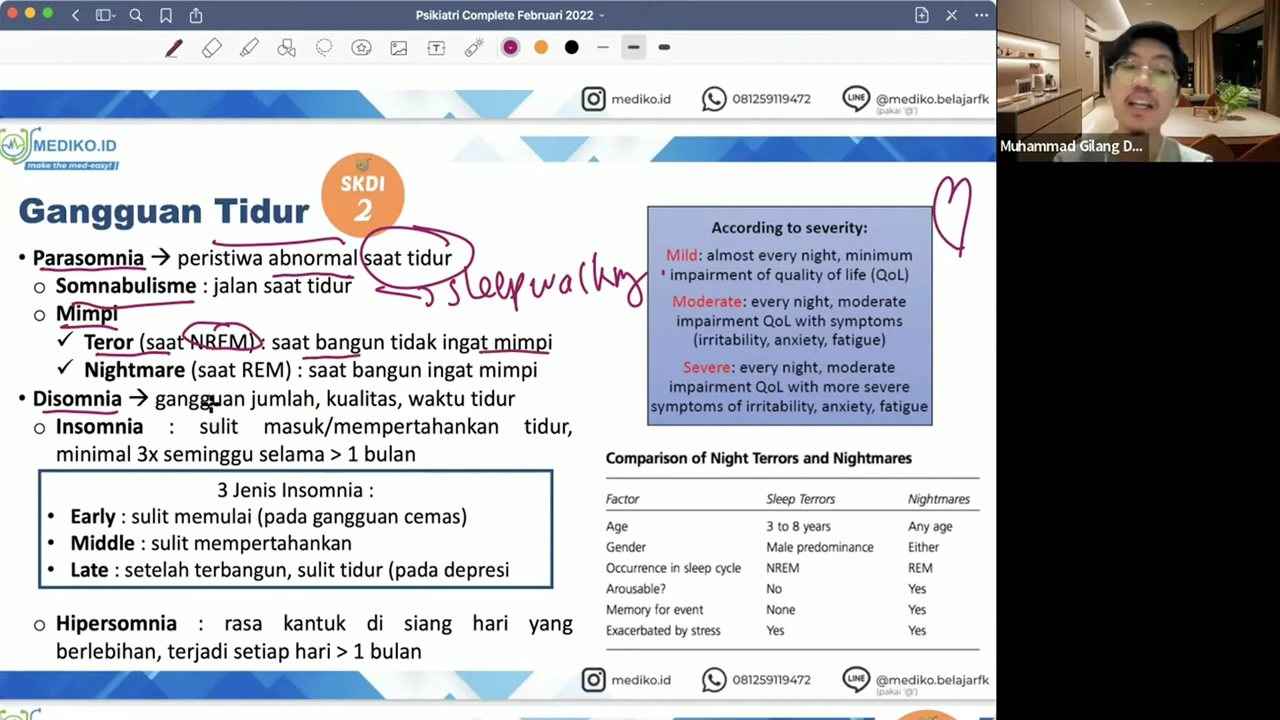 Psikiatri Complete Februari 2022
mediko.id
081259119472
@mediko.belajarfk
(pakai '@')
MEDIKO.ID
make the med-easy!
Gangguan Tidur
SKDI
2
• Parasomnia → peristiwa abnormal saat tidur
o Somnabulisme : jalan saat tidur
sleepwalking
o Mimpi
✓ Teror (saat NREM) : saat bangun tidak ingat mimpi
✓ Nightmare (saat REM) : saat bangun ingat mimpi
• Disomnia → gangguan jumlah, kualitas, waktu tidur
o Insomnia : sulit masuk/mempertahankan tidur,
minimal 3x seminggu selama > 1 bulan
3 Jenis Insomnia :
• Early : sulit memulai (pada gangguan cemas)
• Middle : sulit mempertahankan
• Late : setelah terbangun, sulit tidur (pada depresi
o Hipersomnia : rasa kantuk di siang hari yang
berlebihan, terjadi setiap hari > 1 bulan
According to severity:
Mild: almost every night, minimum
impairment of quality of life (QoL)
Moderate: every night, moderate
impairment QoL with symptoms
(irritability, anxiety, fatigue)
Severe: every night, moderate
impairment QoL with more severe
symptoms of irritability, anxiety, fatigue
Comparison of Night Terrors and Nightmares
Factor Sleep Terrors Nightmares
Age 3 to 8 years Any age
Gender Male predominance Either
Occurrence in sleep cycle NREM REM
Arousable? No Yes
Memory for event None Yes
Exacerbated by stress Yes Yes
mediko.id
081259119472
LINE
@mediko.belajarfk
(pakai '@')
Muhammad Gilang D...